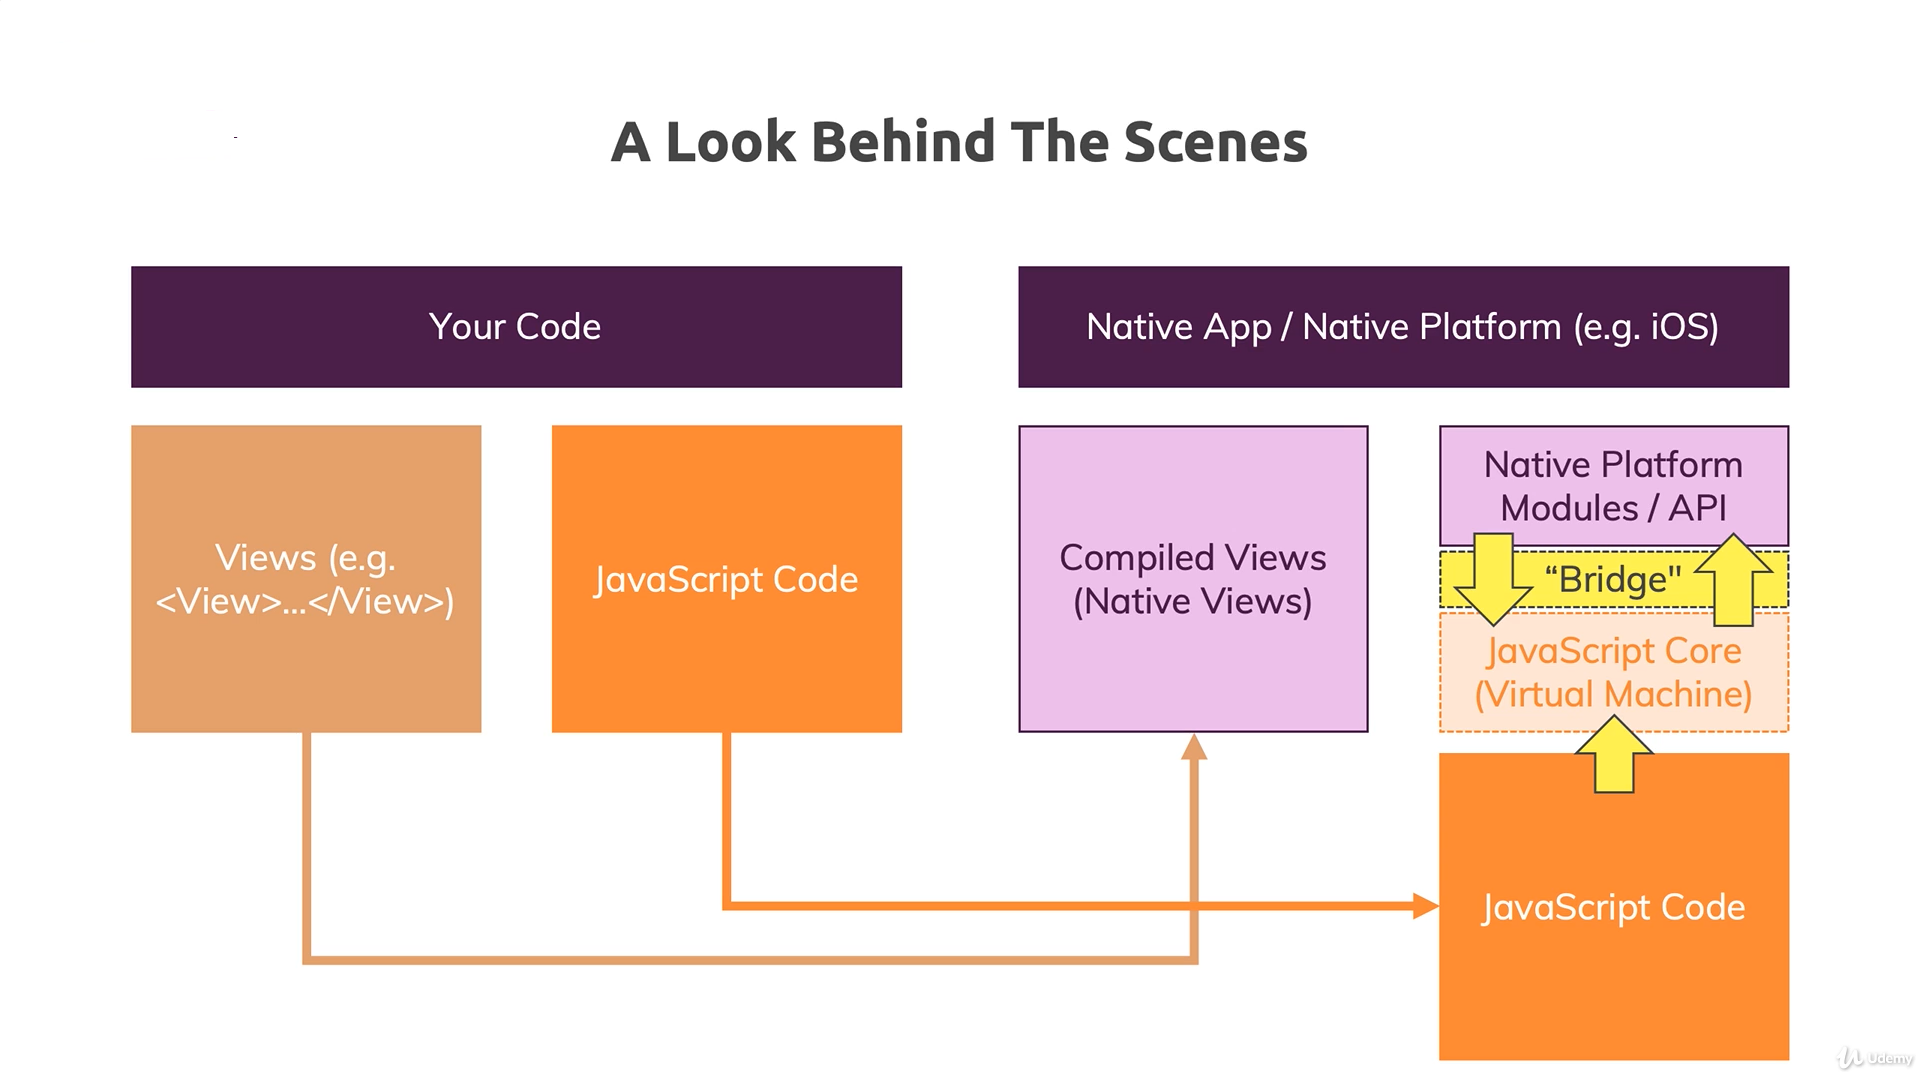 A Look Behind The Scenes
Your Code
Native App / Native Platform (e.g. iOS)
Views (e.g.
<View>...</View>)
JavaScript Code
Compiled Views
(Native Views)
Native Platform
Modules / API
“Bridge"
JavaScript Core
(Virtual Machine)
JavaScript Code
Udemy